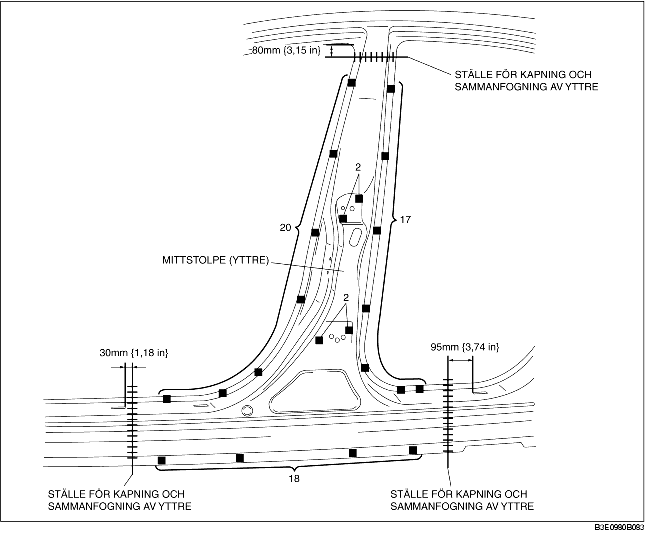 80mm {3,15 in}
STÄLLE FÖR KAPNING OCH
SAMMANFOGNING AV YTTRE
2
20
17
MITTSTOLPE (YTTRE)
2
30mm {1,18 in}
95mm {3,74 in}
18
STÄLLE FÖR KAPNING OCH
SAMMANFOGNING AV YTTRE
STÄLLE FÖR KAPNING OCH
SAMMANFOGNING AV YTTRE
B3E0980B083